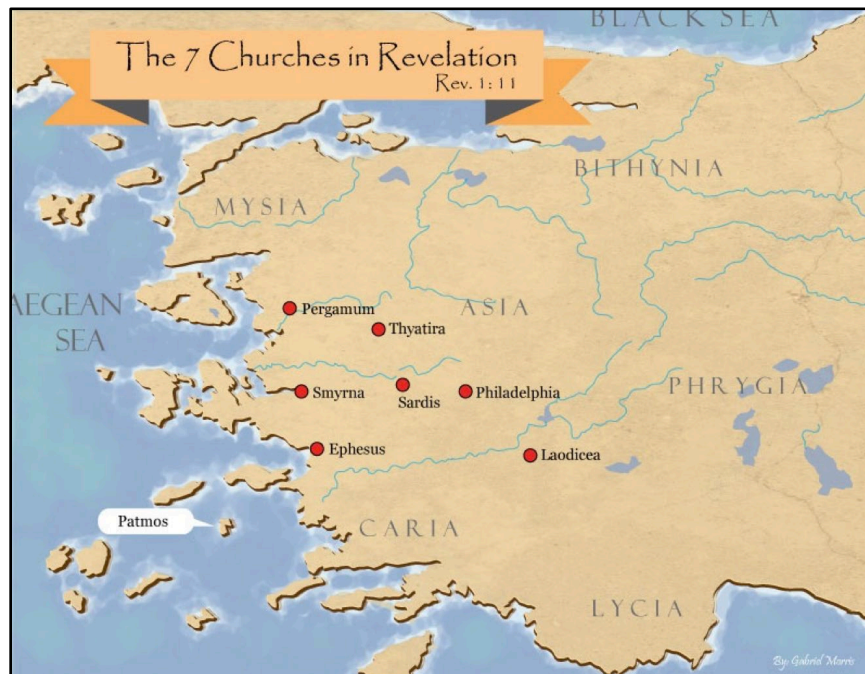 BLACK SEA
The 7 Churches in Revelation
Rev. 1:11
BITHYNIA
MYSIA
AEGEAN
SEA
Pergamum
ASIA
Thyatira
Smyrna
Sardis
Philadelphia
PHRYGIA
Ephesus
Laodicea
Patmos
CARIA
LYCIA
By: Gabriel Morris